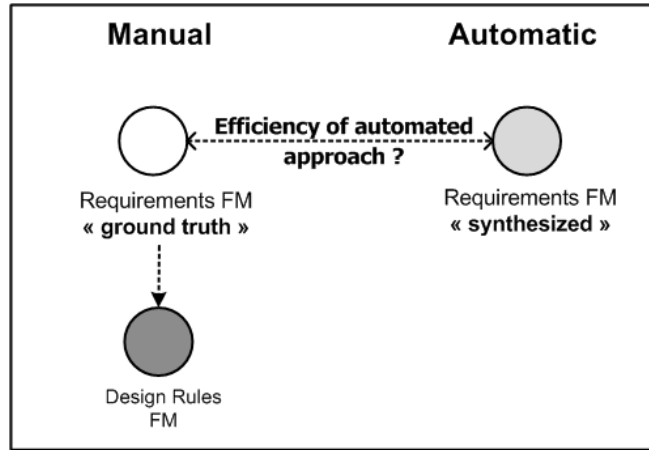 Manual
Automatic
Efficiency of automated
approach ?
Requirements FM
« ground truth »
Requirements FM
« synthesized »
Design Rules
FM